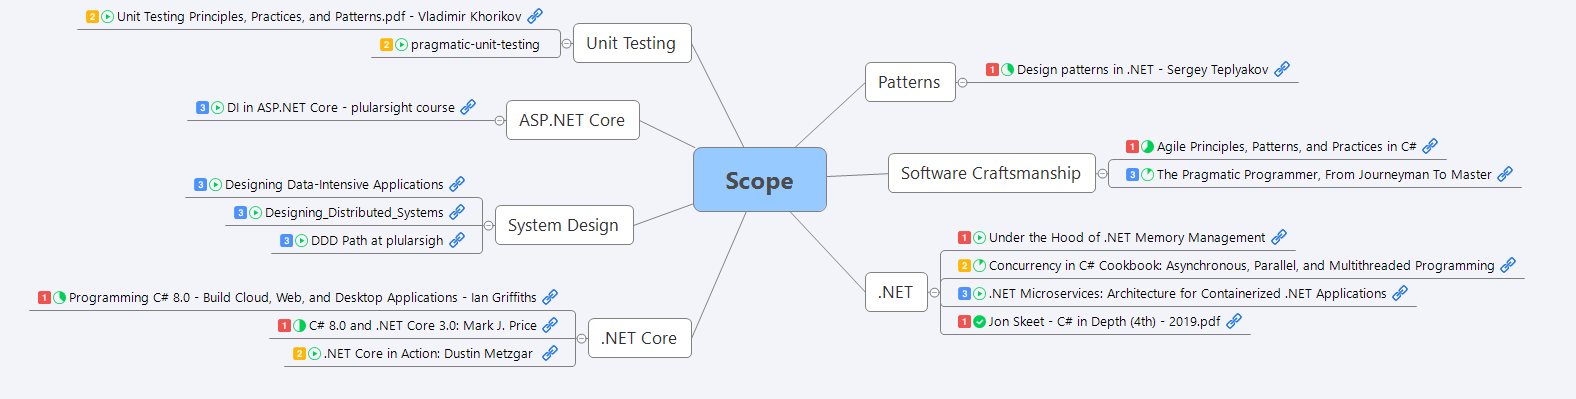 Scope
Unit Testing
2 Unit Testing Principles, Practices, and Patterns.pdf - Vladimir Khorikov
2 pragmatic-unit-testing
ASP.NET Core
3 DI in ASP.NET Core - plularsight course
System Design
3 Designing Data-Intensive Applications
3 Designing_Distributed_Systems
3 DDD Path at plularsigh
.NET Core
1 Programming C# 8.0 - Build Cloud, Web, and Desktop Applications - Ian Griffiths
1 C# 8.0 and .NET Core 3.0: Mark J. Price
2 .NET Core in Action: Dustin Metzgar
Patterns
1 Design patterns in .NET - Sergey Teplyakov
Software Craftsmanship
1 Agile Principles, Patterns, and Practices in C#
3 The Pragmatic Programmer, From Journeyman To Master
.NET
1 Under the Hood of .NET Memory Management
2 Concurrency in C# Cookbook: Asynchronous, Parallel, and Multithreaded Programming
3 .NET Microservices: Architecture for Containerized .NET Applications
1 Jon Skeet - C# in Depth (4th) - 2019.pdf